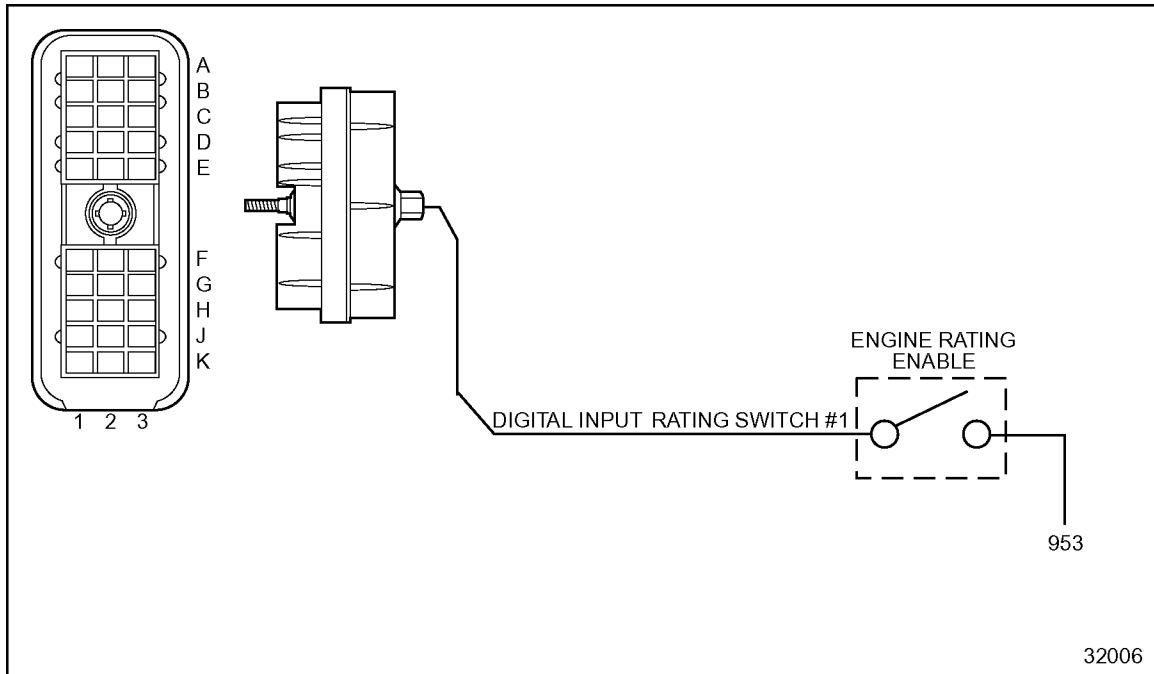 A
B
C
D
E
F
G
H
J
K
1 2 3
ENGINE RATING
ENABLE
DIGITAL INPUT RATING SWITCH #1
953
32006